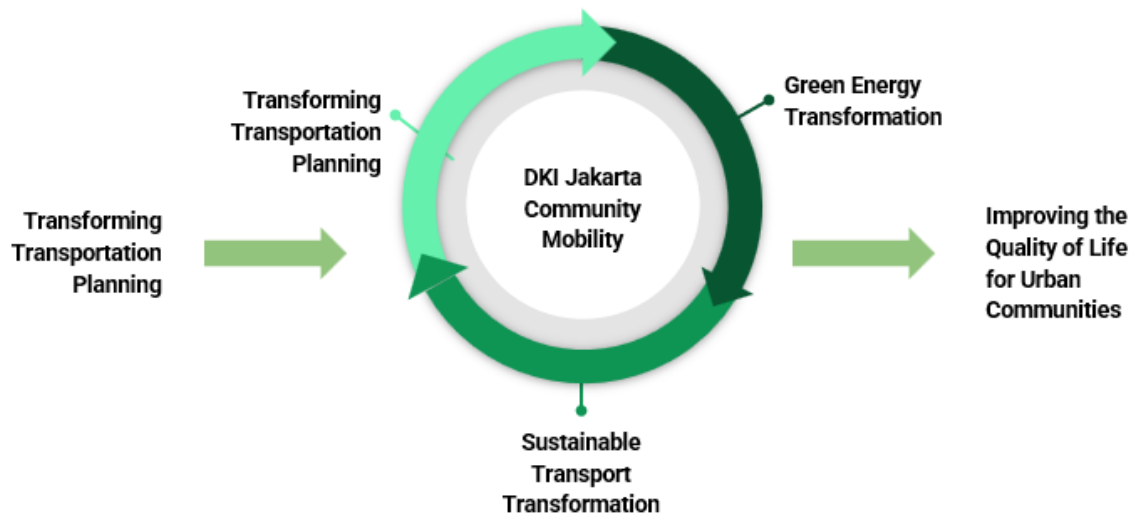 Transforming
Transportation
Planning
Transforming
Transportation
Planning
DKI Jakarta
Community
Mobility
Green Energy
Transformation
Sustainable
Transport
Transformation
Improving the
Quality of Life
for Urban
Communities